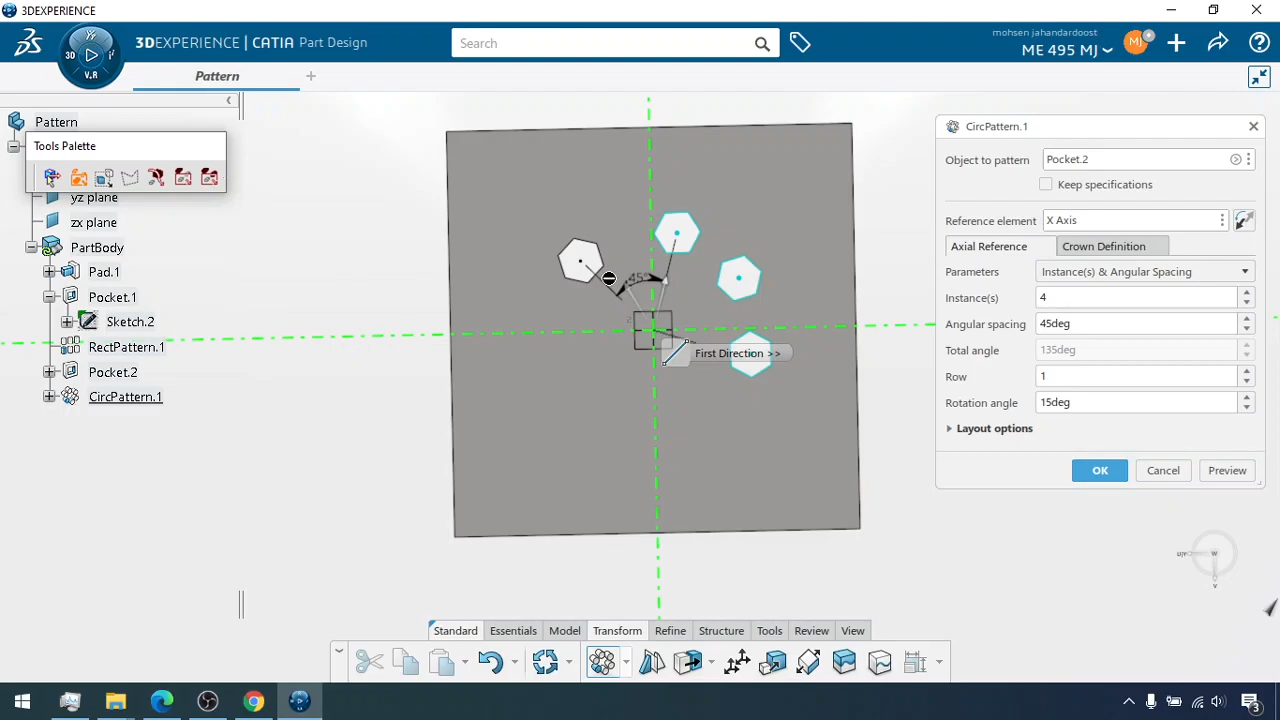 3DEXPERIENCE
3DEXPERIENCE | CATIA Part Design
Search
mohsen jahandardoost
ME 495 MJ
MJ
3D
V.R
Pattern
Pattern
Tools Palette
yz plane
zx plane
PartBody
Pad.1
Pocket.1
Sketch.2
RectPattern.1
Pocket.2
CircPattern.1
45°
First Direction >>
CircPattern.1
Object to pattern
Pocket.2
Keep specifications
Reference element
X Axis
Axial Reference
Crown Definition
Parameters
Instance(s) & Angular Spacing
Instance(s)
4
Angular spacing
45deg
Total angle
135deg
Row
1
Rotation angle
15deg
Layout options
OK
Cancel
Preview
W
V
Standard
Essentials
Model
Transform
Refine
Structure
Tools
Review
View
3